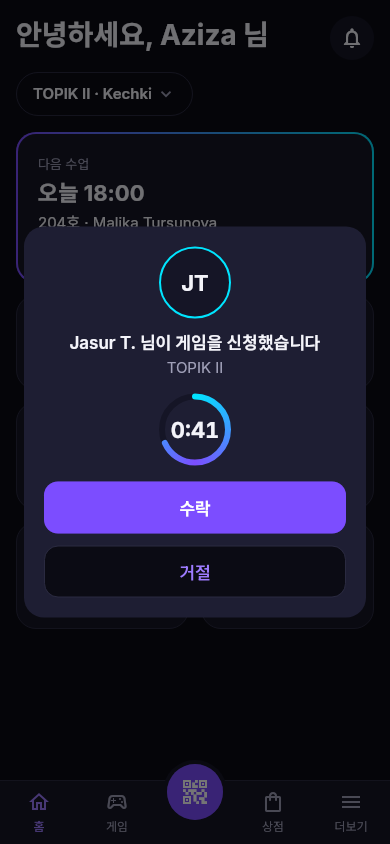 안녕하세요, Aziza 님
TOPIK II · Kechki
다음 수업
오늘 18:00
204호 · Malika Tursunova
JT
Jasur T. 님이 게임을 신청했습니다
TOPIK II
0:41
수락
거절
홈
게임
상점
더보기